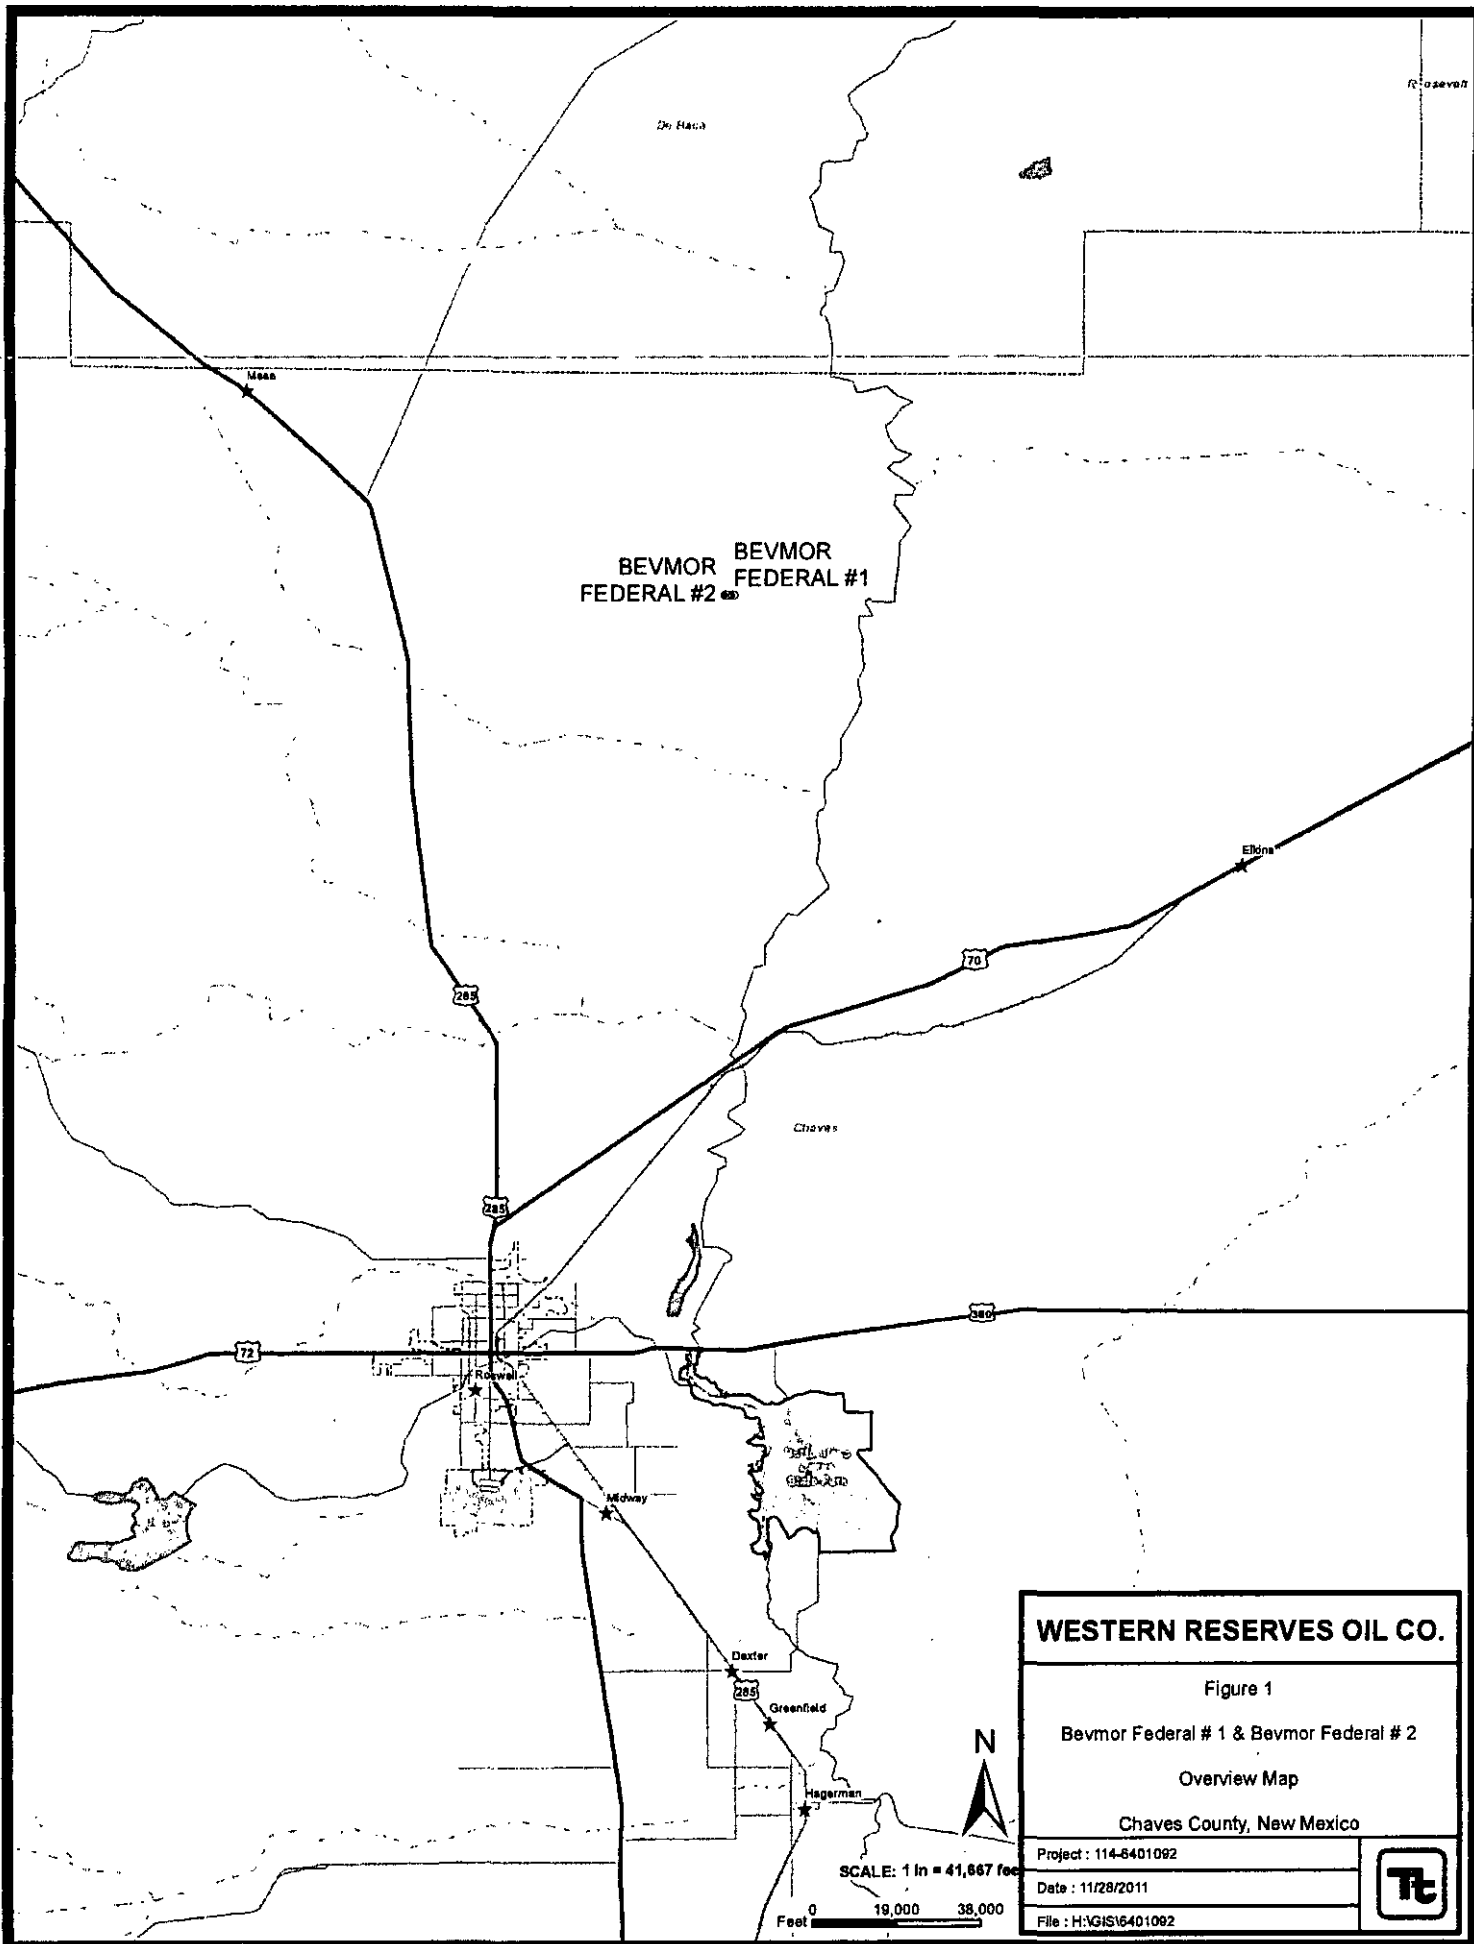 De Baca
Roosevelt
Mesa
BEVMOR
FEDERAL #2
BEVMOR
FEDERAL #1
Elkins
70
285
Chaves
285
380
72
Roswell
Midway
Dexter
285
Greenfield
Hagerman
N
SCALE: 1 in = 41,667 fee
Feet
0 19,000 38,000
WESTERN RESERVES OIL CO.
Figure 1
Bevmor Federal # 1 & Bevmor Federal # 2
Overview Map
Chaves County, New Mexico
Project : 114-6401092
Date : 11/28/2011
File : H:\GIS\6401092
Tt